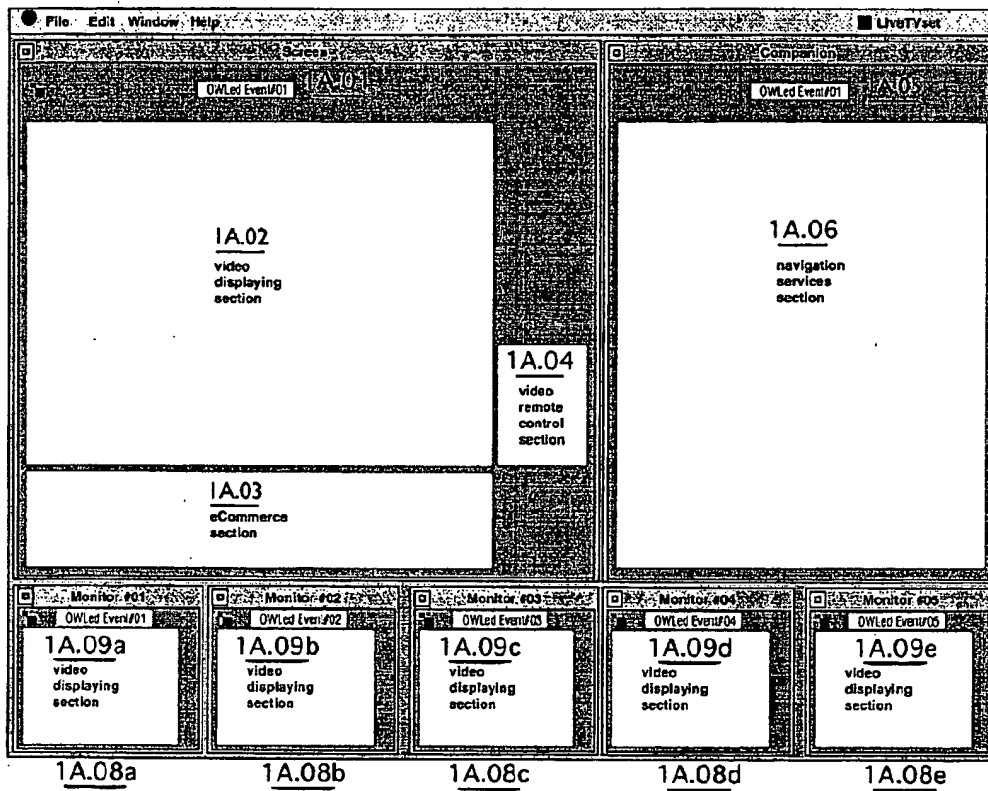 File Edit Window Help LiveTVset
Screen Companion
OWLed Event#01 1A.01 OWLed Event#01 1A.05
1A.02
video
displaying
section
1A.06
navigation
services
section
1A.04
video
remote
control
section
1A.03
eCommerce
section
Monitor #01 Monitor #02 Monitor #03 Monitor #04 Monitor #05
OWLed Event#01 OWLed Event#02 OWLed Event#03 OWLed Event#04 OWLed Event#05
1A.09a 1A.09b 1A.09c 1A.09d 1A.09e
video video video video video
displaying displaying displaying displaying displaying
section section section section section
1A.08a 1A.08b 1A.08c 1A.08d 1A.08e